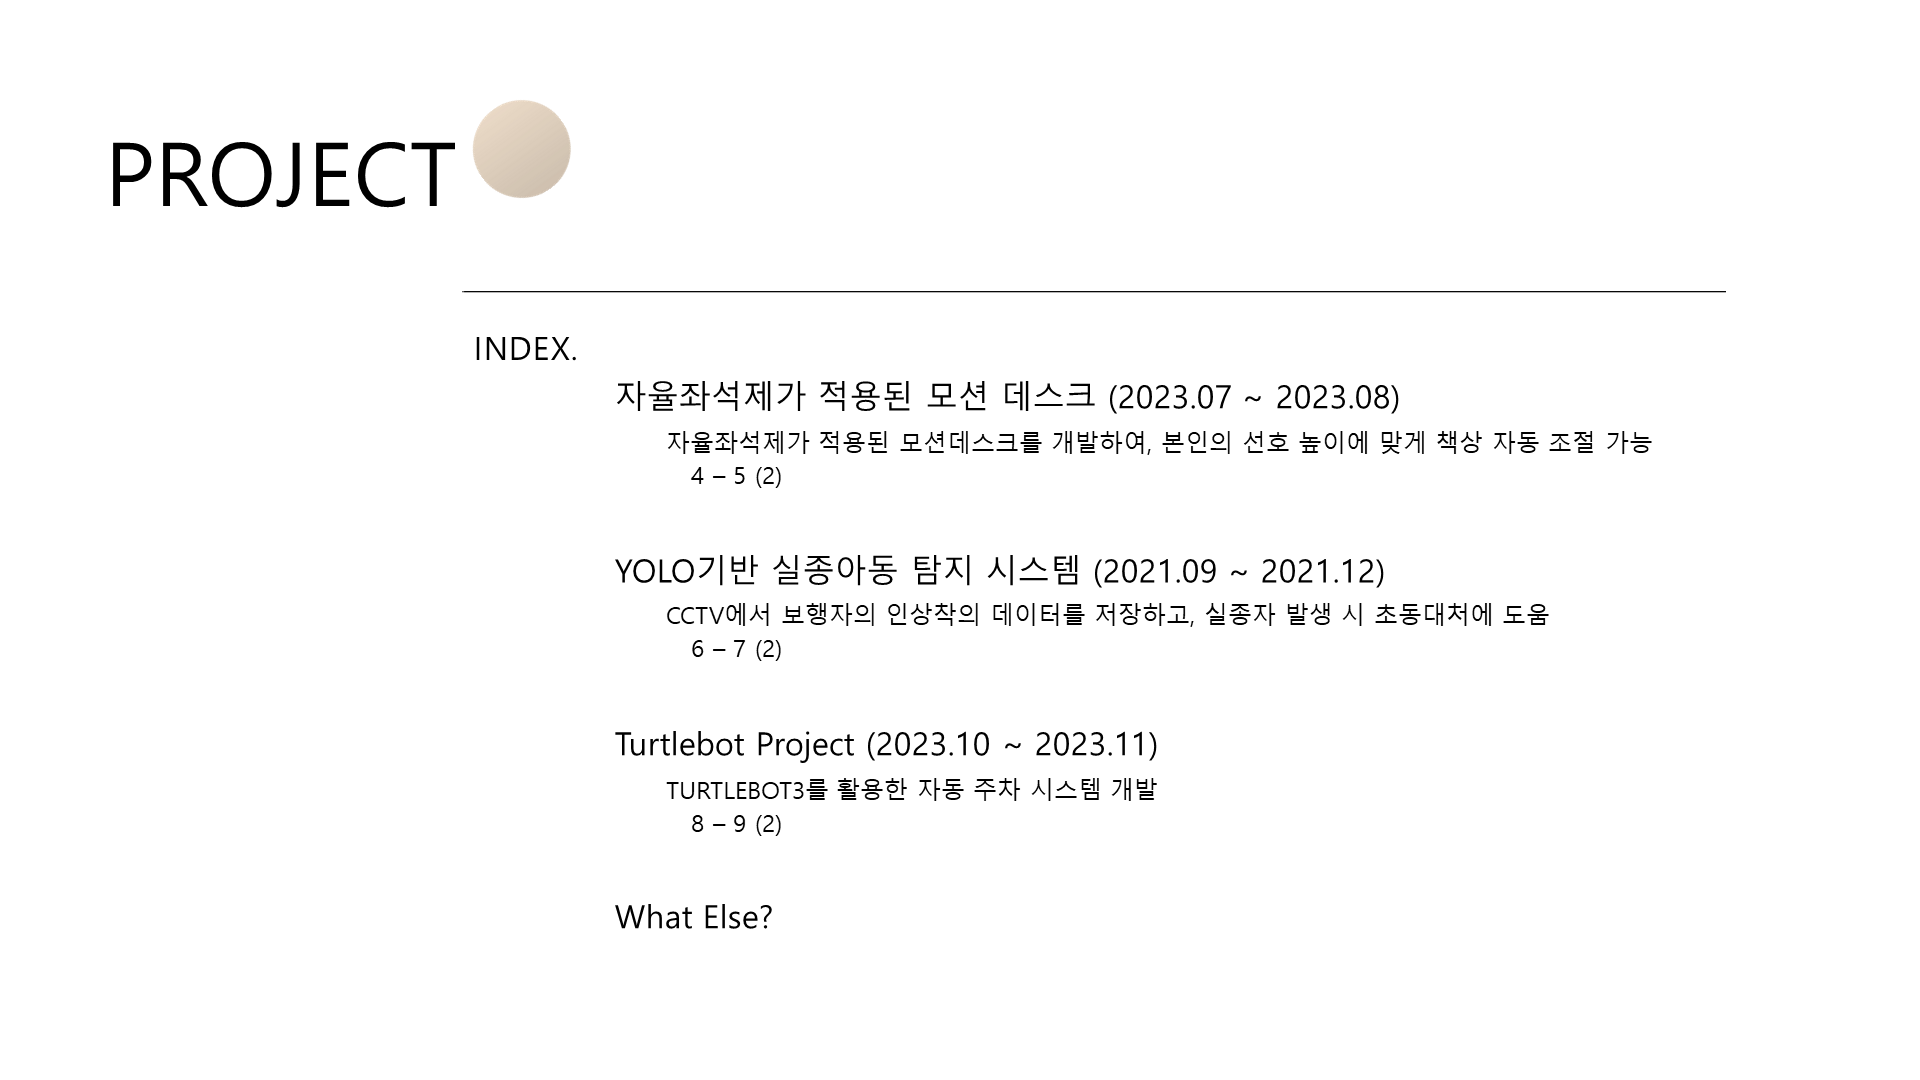 PROJECT
INDEX.
자율좌석제가 적용된 모션 데스크 (2023.07 ~ 2023.08)
자율좌석제가 적용된 모션데스크를 개발하여, 본인의 선호 높이에 맞게 책상 자동 조절 가능
4 – 5 (2)
YOLO기반 실종아동 탐지 시스템 (2021.09 ~ 2021.12)
CCTV에서 보행자의 인상착의 데이터를 저장하고, 실종자 발생 시 초동대처에 도움
6 – 7 (2)
Turtlebot Project (2023.10 ~ 2023.11)
TURTLEBOT3를 활용한 자동 주차 시스템 개발
8 – 9 (2)
What Else?